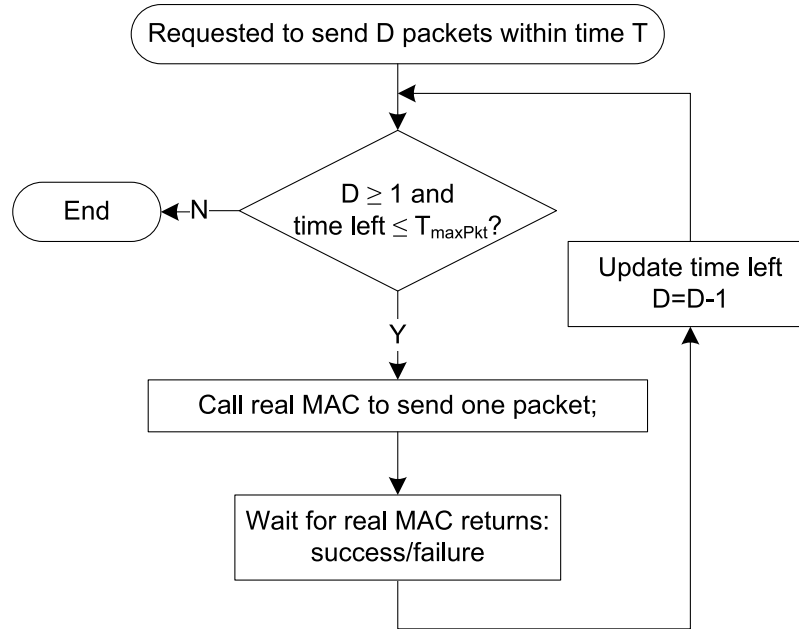 Requested to send D packets within time T
D ≥ 1 and
time left ≤ TmaxPkt?
N
End
Y
Call real MAC to send one packet;
Wait for real MAC returns:
success/failure
Update time left
D=D-1